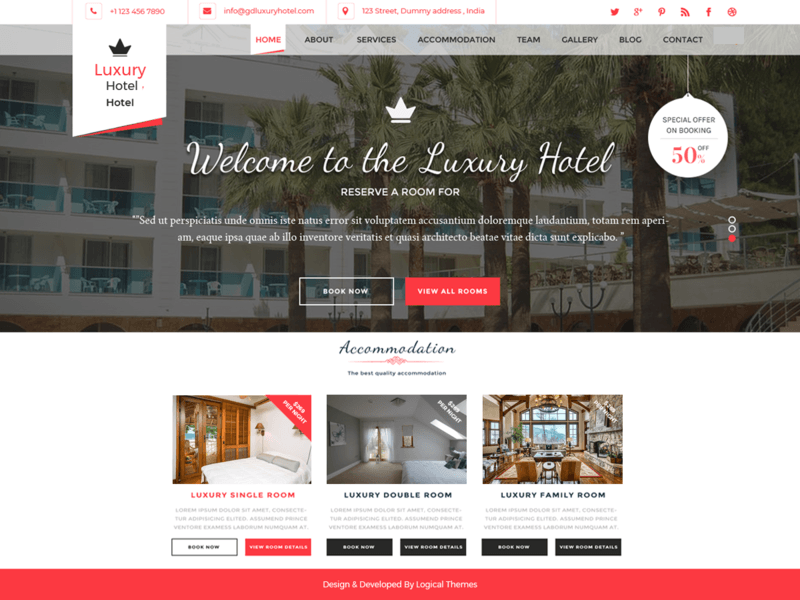 +1 123 456 7890
info@gdluxuryhotel.com
123 Street, Dummy address , India
Luxury
Hotel
Hotel
HOME ABOUT SERVICES ACCOMMODATION TEAM GALLERY BLOG CONTACT
SPECIAL OFFER
ON BOOKING
50% OFF
Welcome to the Luxury Hotel
RESERVE A ROOM FOR
“"Sed ut perspiciatis unde omnis iste natus error sit voluptatem accusantium doloremque laudantium, totam rem aperi-
am, eaque ipsa quae ab illo inventore veritatis et quasi architecto beatae vitae dicta sunt explicabo. ”
BOOK NOW VIEW ALL ROOMS
Accommodation
The best quality accommodation
$269
PER NIGHT
LUXURY SINGLE ROOM
LOREM IPSUM DOLOR SIT AMET, CONSECTE-
TUR ADIPISICING ELITED. ASSUMEND PRINCE
VENTURE EXAMESS LABORUM NUMQUAM AT.
BOOK NOW VIEW ROOM DETAILS
$269
PER NIGHT
LUXURY DOUBLE ROOM
LOREM IPSUM DOLOR SIT AMET, CONSECTE-
TUR ADIPISICING ELITED. ASSUMEND PRINCE
VENTURE EXAMESS LABORUM NUMQUAM AT.
BOOK NOW VIEW ROOM DETAILS
PER NIGHT
LUXURY FAMILY ROOM
LOREM IPSUM DOLOR SIT AMET, CONSECTE-
TUR ADIPISICING ELITED. ASSUMEND PRINCE
VENTURE EXAMESS LABORUM NUMQUAM AT.
BOOK NOW VIEW ROOM DETAILS
Design & Developed By Logical Themes